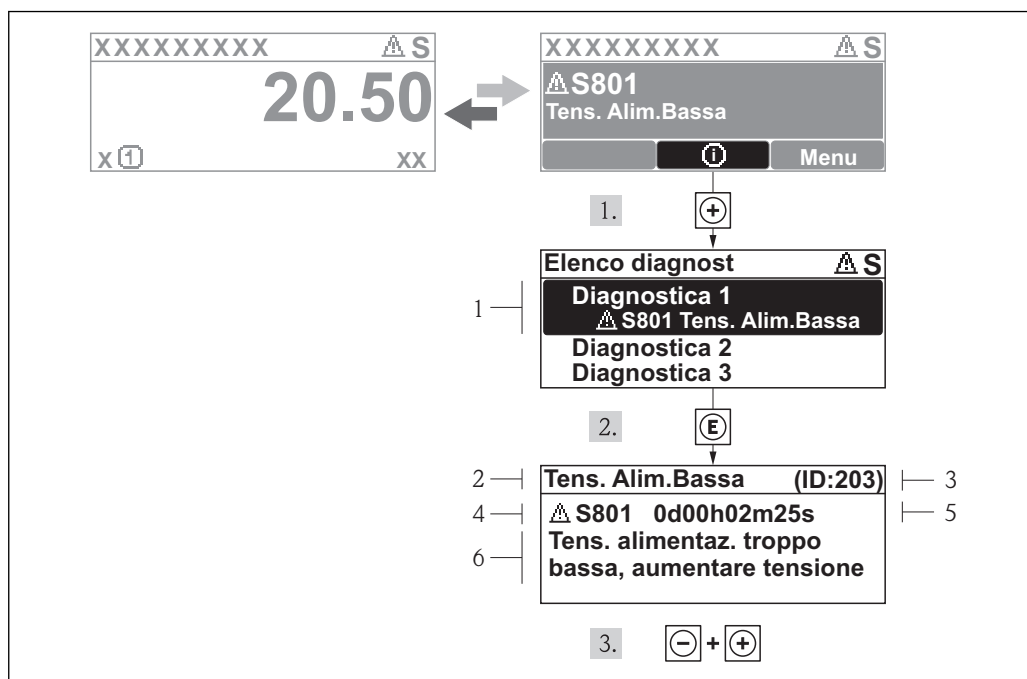 XXXXXXXXX ⚠ S
20.50
x ① XX
XXXXXXXXX ⚠ S
⚠ S801
Tens. Alim.Bassa
ⓘ Menu
1. +
Elenco diagnost ⚠ S
1
Diagnostica 1
⚠ S801 Tens. Alim.Bassa
Diagnostica 2
Diagnostica 3
2. E
2 Tens. Alim.Bassa (ID:203) 3
4 ⚠ S801 0d00h02m25s 5
6
Tens. alimentaz. troppo
bassa, aumentare tensione
3. - + +